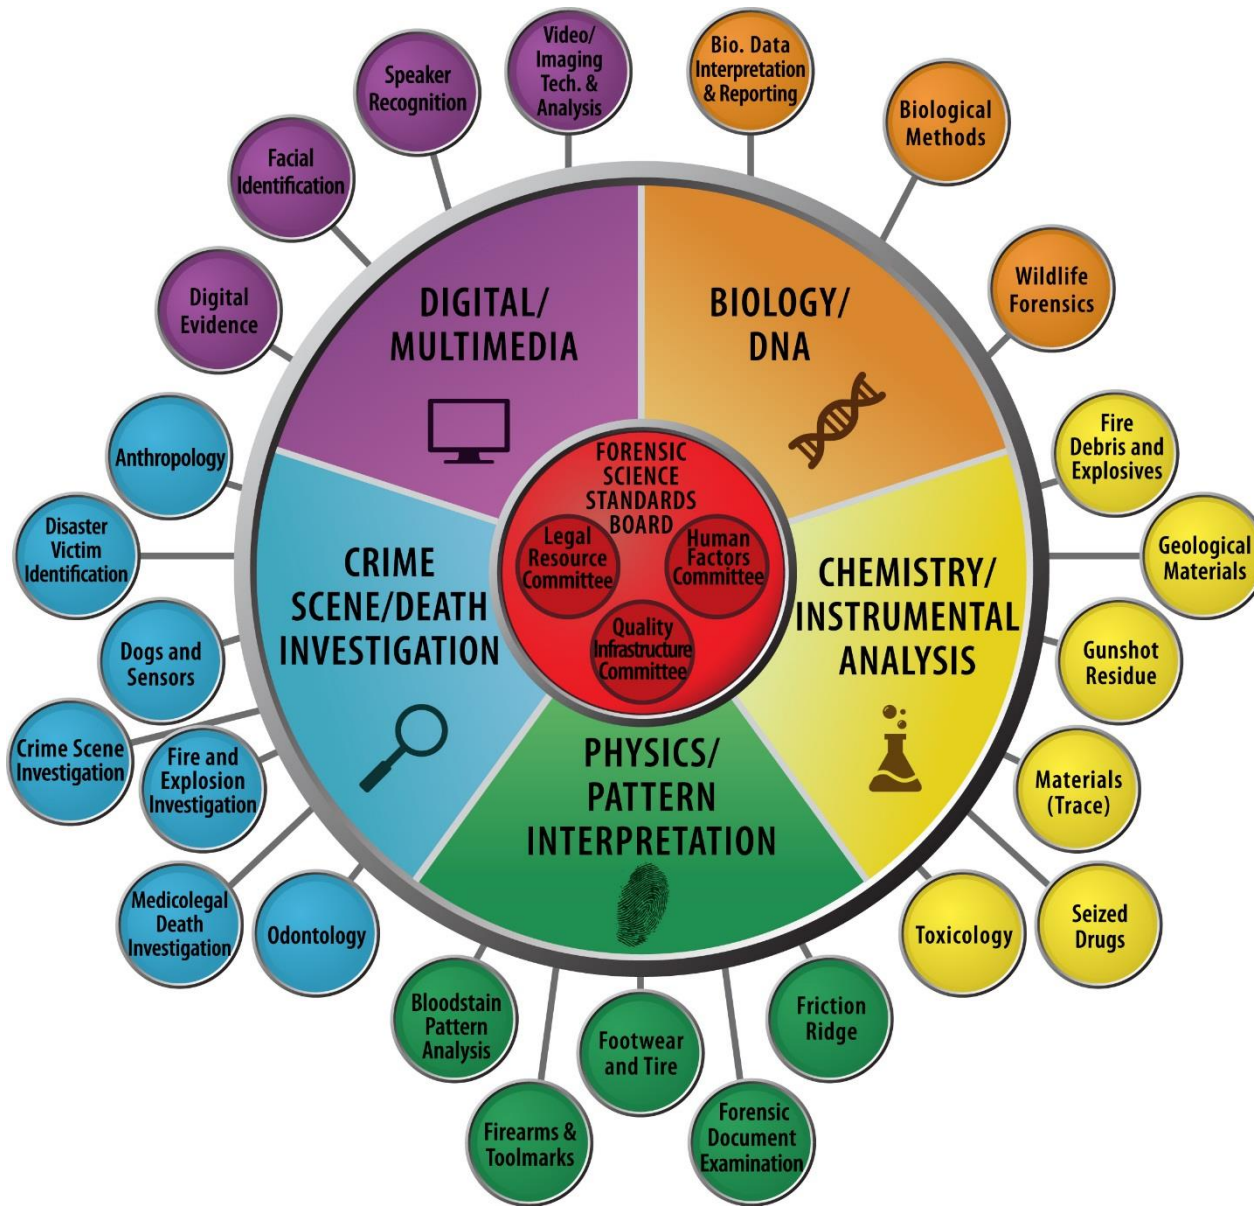 Video/
Imaging
Tech. &
Analysis
Bio. Data
Interpretation
& Reporting
Speaker
Recognition
Biological
Methods
Facial
Identification
Wildlife
Forensics
Digital
Evidence
DIGITAL/
MULTIMEDIA
BIOLOGY/
DNA
Anthropology
Fire
Debris and
Explosives
FORENSIC
SCIENCE
STANDARDS
BOARD
Legal
Resource
Committee
Human
Factors
Committee
Quality
Infrastructure
Committee
Disaster
Victim
Identification
Geological
Materials
CRIME
SCENE/DEATH
INVESTIGATION
CHEMISTRY/
INSTRUMENTAL
ANALYSIS
Dogs and
Sensors
Gunshot
Residue
Crime Scene
Investigation
Fire and
Explosion
Investigation
PHYSICS/
PATTERN
INTERPRETATION
Materials
(Trace)
Medicolegal
Death
Investigation
Odontology
Toxicology
Seized
Drugs
Bloodstain
Pattern
Analysis
Footwear
and Tire
Friction
Ridge
Firearms &
Toolmarks
Forensic
Document
Examination